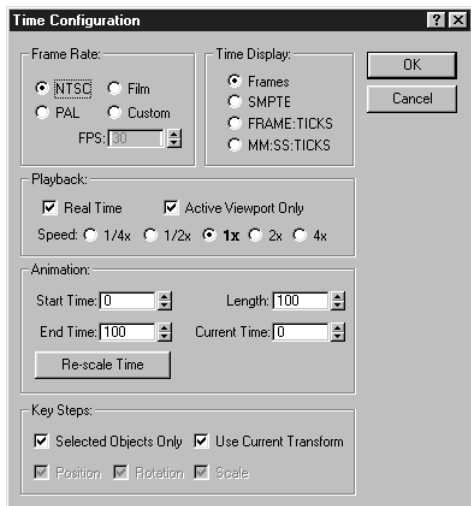 Time Configuration
Frame Rate:
NTSC Film
PAL Custom
FPS: 30
Time Display:
Frames
SMPTE
FRAME:TICKS
MM:SS:TICKS
OK
Cancel
Playback:
Real Time Active Viewport Only
Speed: 1/4x 1/2x 1x 2x 4x
Animation:
Start Time: 0 Length: 100
End Time: 100 Current Time: 0
Re-scale Time
Key Steps:
Selected Objects Only Use Current Transform
Position Rotation Scale